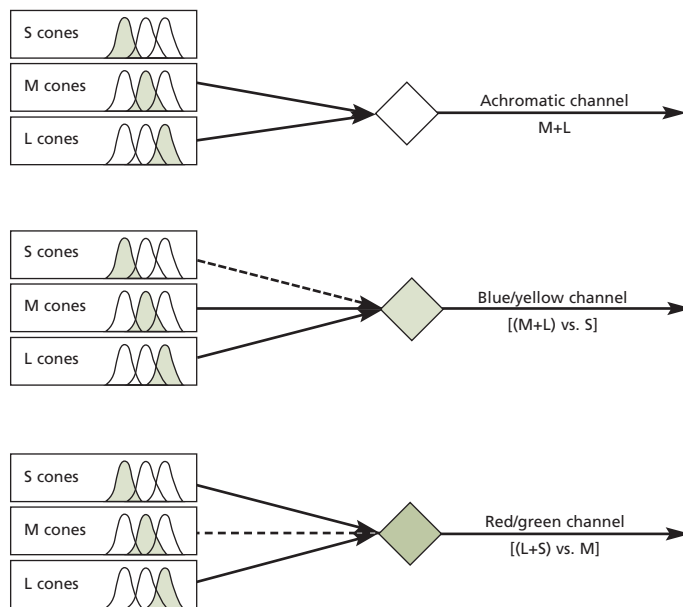 S cones
M cones
L cones
Achromatic channel
M+L
S cones
M cones
L cones
Blue/yellow channel
[(M+L) vs. S]
S cones
M cones
L cones
Red/green channel
[(L+S) vs. M]